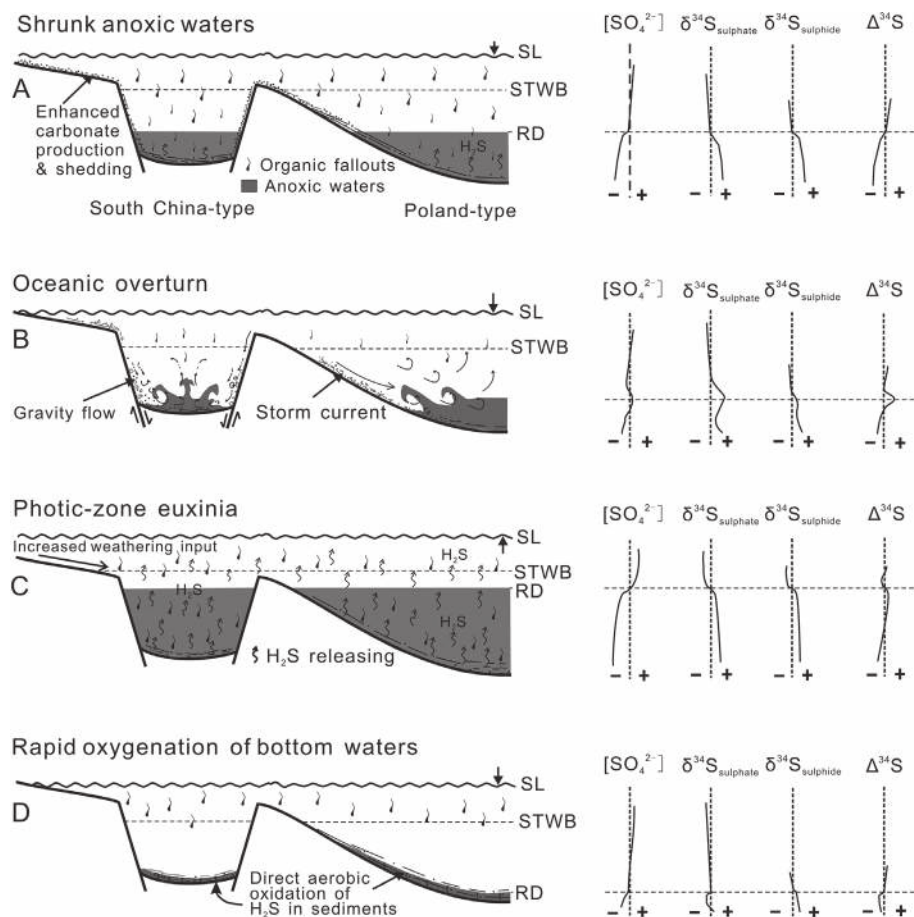 Shrunk anoxic waters
[SO₄²⁻] δ³⁴Ssulphate δ³⁴Ssulphide Δ³⁴S
SL
A
STWB
Enhanced
carbonate
production
& shedding
RD
H₂S
Organic fallouts
Anoxic waters
South China-type
Poland-type
− + − + − + − +
Oceanic overturn
[SO₄²⁻] δ³⁴Ssulphate δ³⁴Ssulphide Δ³⁴S
SL
B
STWB
Gravity flow
Storm current
− + − + − + − +
Photic-zone euxinia
[SO₄²⁻] δ³⁴Ssulphate δ³⁴Ssulphide Δ³⁴S
SL
Increased weathering input
H₂S
STWB
C
H₂S
RD
H₂S
H₂S releasing
− + − + − + − +
Rapid oxygenation of bottom waters
[SO₄²⁻] δ³⁴Ssulphate δ³⁴Ssulphide Δ³⁴S
SL
D
STWB
Direct aerobic
oxidation of
H₂S in sediments
RD
− + − + − + − +